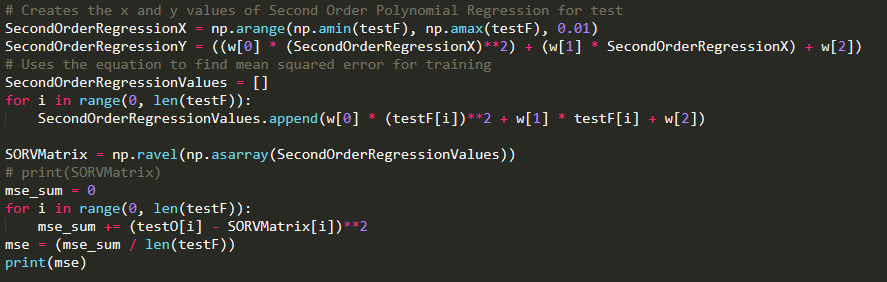 # Creates the x and y values of Second Order Polynomial Regression for test
SecondOrderRegressionX = np.arange(np.amin(testF), np.amax(testF), 0.01)
SecondOrderRegressionY = ((w[0] * (SecondOrderRegressionX)**2) + (w[1] * SecondOrderRegressionX) + w[2])
# Uses the equation to find mean squared error for training
SecondOrderRegressionValues = []
for i in range(0, len(testF)):
    SecondOrderRegressionValues.append(w[0] * (testF[i])**2 + w[1] * testF[i] + w[2])

SORVMatrix = np.ravel(np.asarray(SecondOrderRegressionValues))
# print(SORVMatrix)
mse_sum = 0
for i in range(0, len(testF)):
    mse_sum += (testO[i] - SORVMatrix[i])**2
mse = (mse_sum / len(testF))
print(mse)